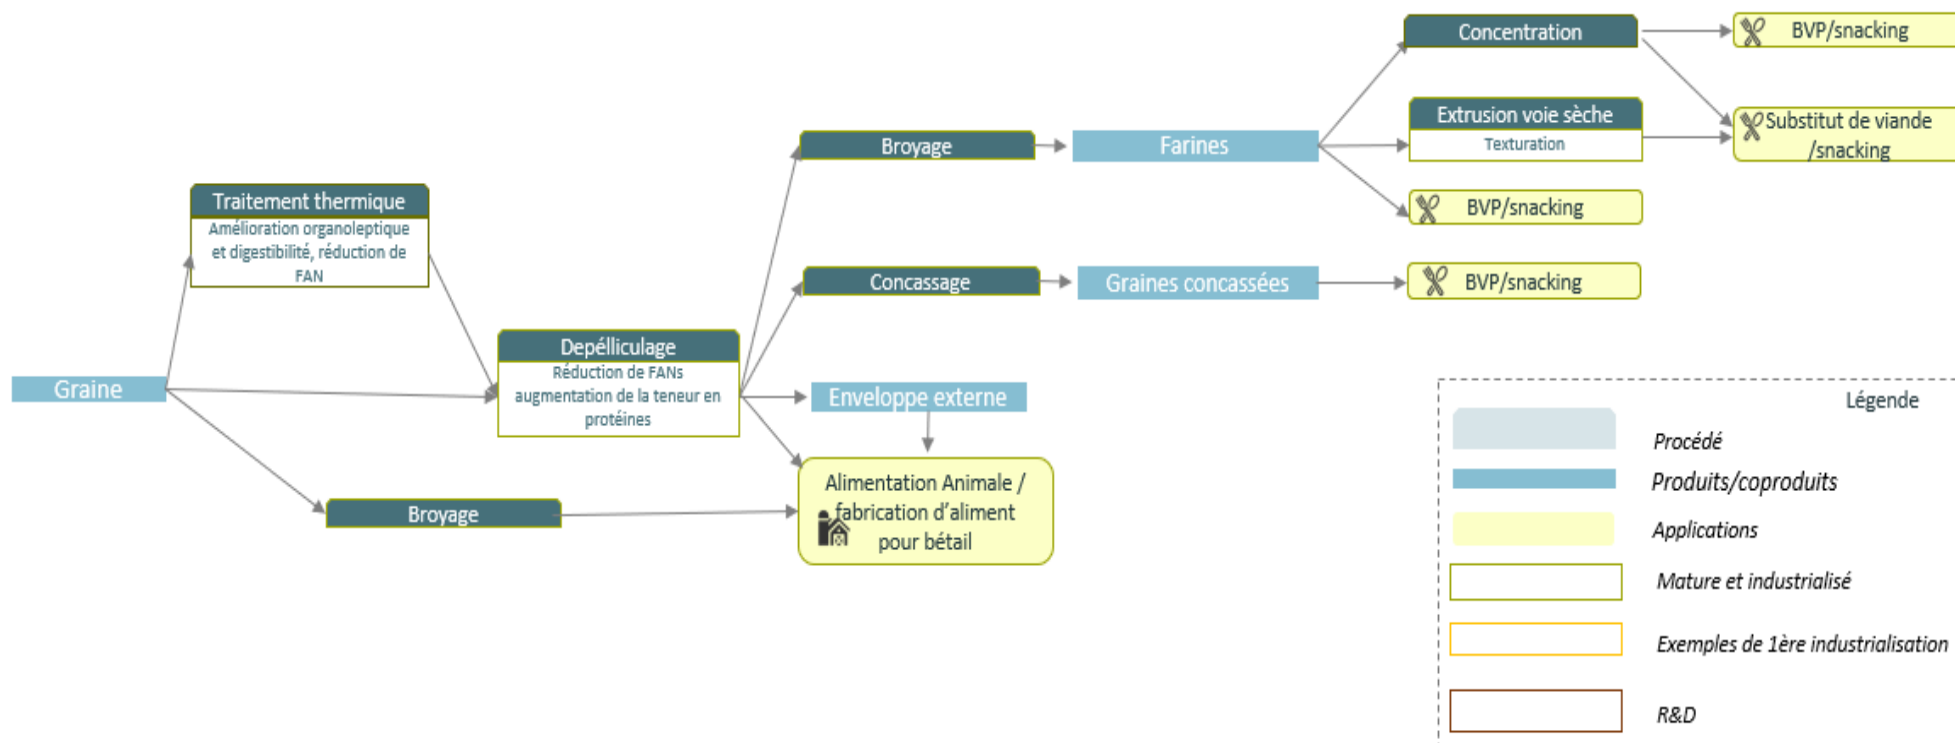 Graine
Traitement thermique
Amélioration organoleptique
et digestibilité, réduction de
FAN
Depélliculage
Réduction de FANs
augmentation de la teneur en
protéines
Broyage
Broyage
Farines
Concassage
Graines concassées
Enveloppe externe
Alimentation Animale /
fabrication d'aliment
pour bétail
Concentration
Extrusion voie sèche
Texturation
BVP/snacking
BVP/snacking
BVP/snacking
Substitut de viande
/snacking
Légende
Procédé
Produits/coproduits
Applications
Mature et industrialisé
Exemples de 1ère industrialisation
R&D